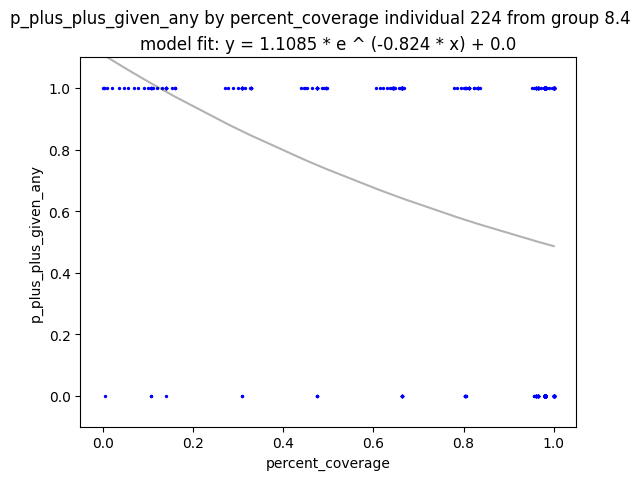 p_plus_plus_given_any by percent_coverage individual 224 from group 8.4
model fit: y = 1.1085 * e ^ (-0.824 * x) + 0.0
p_plus_plus_given_any
1.0
0.8
0.6
0.4
0.2
0.0
0.0 0.2 0.4 0.6 0.8 1.0
percent_coverage